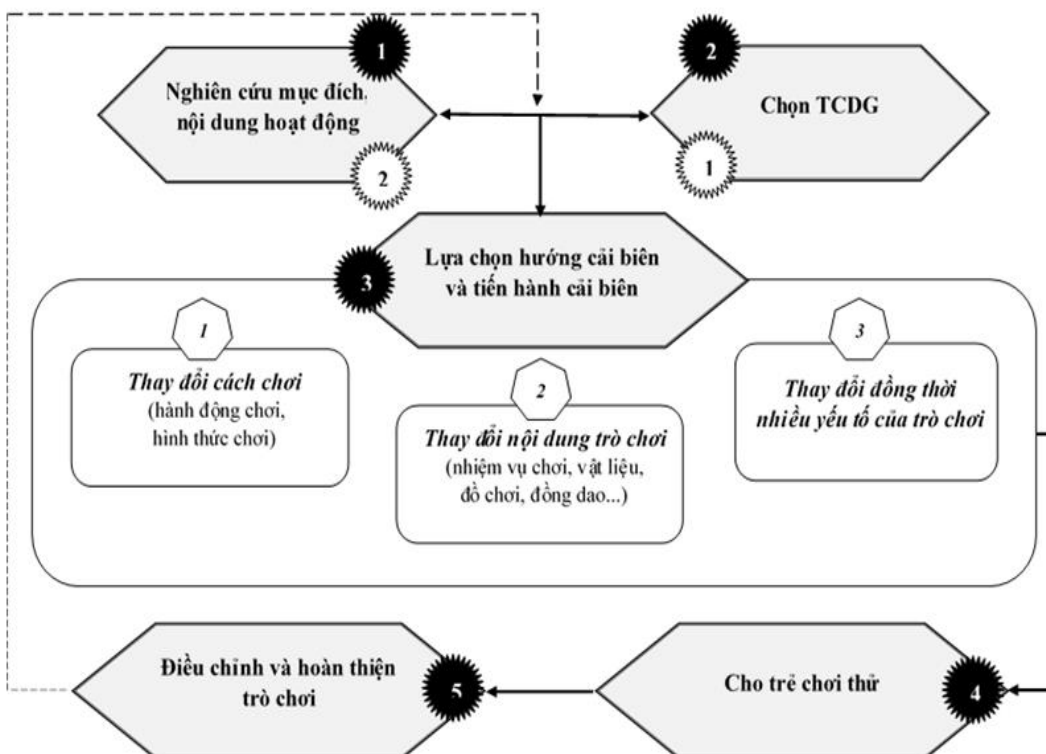 1
Nghiên cứu mục đích,
nội dung hoạt động
2
2
Chọn TCDG
1
3
Lựa chọn hướng cải biên
và tiến hành cải biên
1
Thay đổi cách chơi
(hành động chơi,
hình thức chơi)
2
Thay đổi nội dung trò chơi
(nhiệm vụ chơi, vật liệu,
đồ chơi, đồng dao...)
3
Thay đổi đồng thời
nhiều yếu tố của trò chơi
Điều chỉnh và hoàn thiện
trò chơi
5
Cho trẻ chơi thử
4